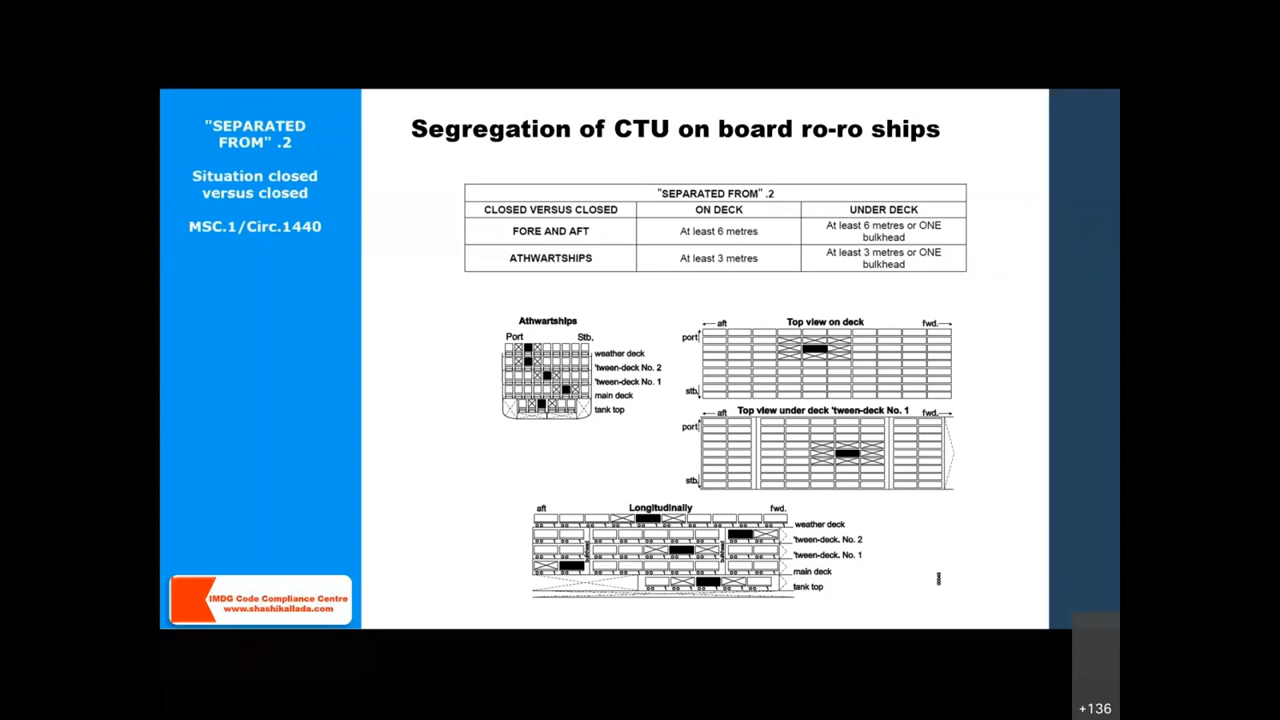 "SEPARATED
FROM" .2
Situation closed
versus closed
MSC.1/Circ.1440
Segregation of CTU on board ro-ro ships
"SEPARATED FROM" .2
CLOSED VERSUS CLOSED ON DECK UNDER DECK
FORE AND AFT At least 6 metres At least 6 metres or ONE
bulkhead
ATHWARTSHIPS At least 3 metres At least 3 metres or ONE
bulkhead
Athwartships
Port Stb.
weather deck
'tween-deck No. 2
'tween-deck No. 1
main deck
tank top
Top view on deck
aft fwd.
port
stb.
Top view under deck 'tween-deck No. 1
aft fwd.
port
stb.
Longitudinally
aft fwd.
weather deck
'tween-deck. No. 2
'tween-deck. No. 1
main deck
tank top
bulkhead
bulkhead
IMDG Code Compliance Centre
www.shashikallada.com
+136